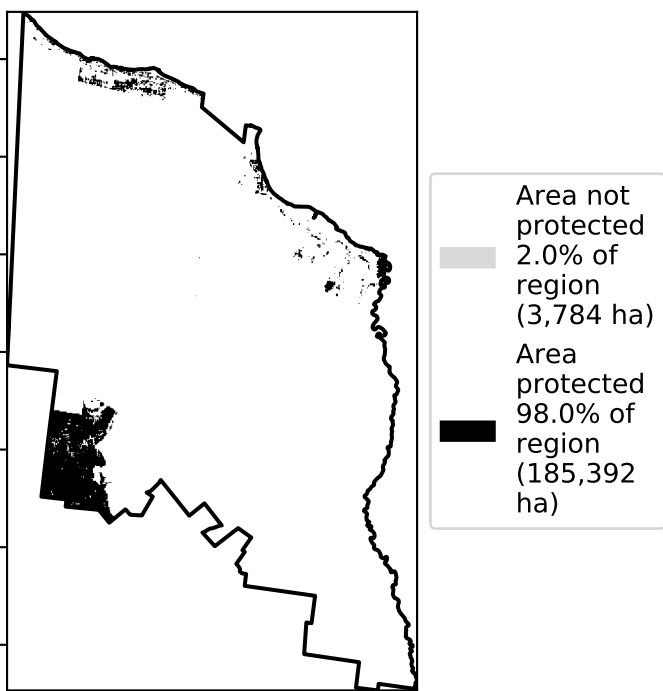 Area not
protected
2.0% of
region
(3,784 ha)
Area
protected
98.0% of
region
(185,392
ha)